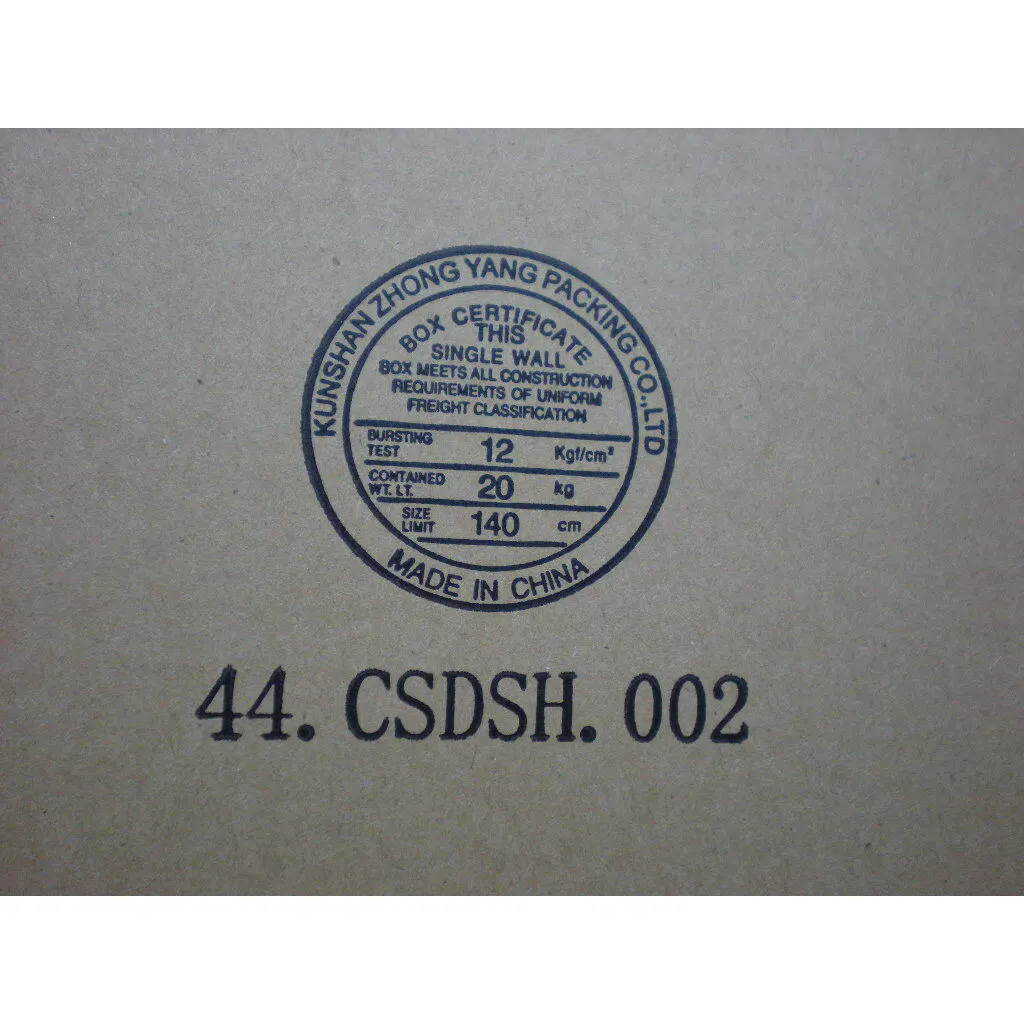 KUNSHAN ZHONG YANG PACKING CO.,LTD
BOX CERTIFICATE
THIS
SINGLE WALL
BOX MEETS ALL CONSTRUCTION
REQUIREMENTS OF UNIFORM
FREIGHT CLASSIFICATION
BURSTING
TEST 12 Kgf/cm²
CONTAINED
WT. LT. 20 kg
SIZE
LIMIT 140 cm
MADE IN CHINA
44.CSDSH.002